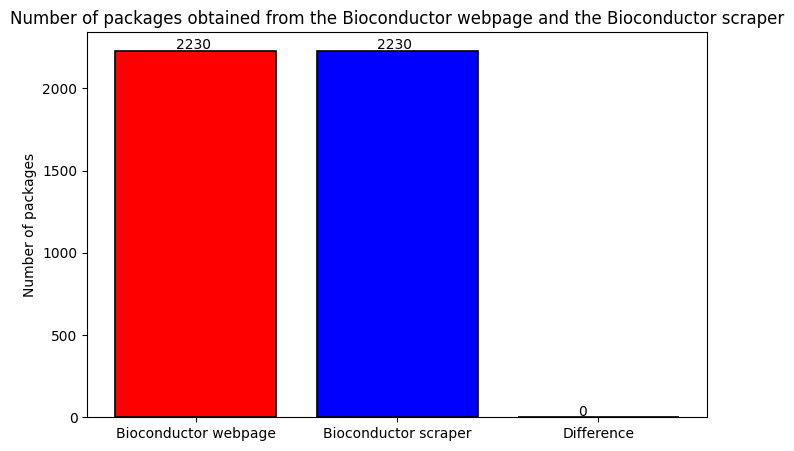 Number of packages obtained from the Bioconductor webpage and the Bioconductor scraper
2230
2230
0
2000
1500
1000
500
0
Number of packages
Bioconductor webpage
Bioconductor scraper
Difference